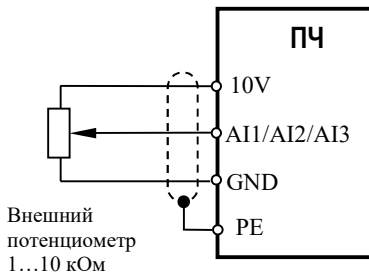 ПЧ
10V
AI1/AI2/AI3
GND
PE
Внешний
потенциометр
1…10 кОм